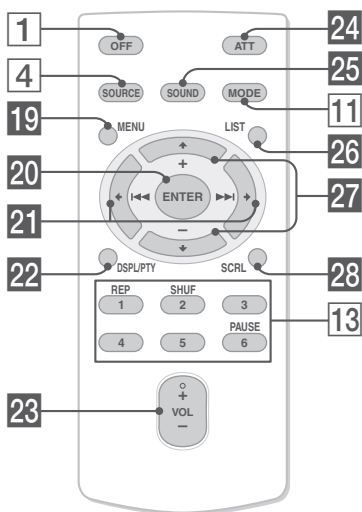 1 OFF ATT 24
4 SOURCE SOUND MODE 25
11
19 MENU LIST 26
+
20 ENTER 27
21
−
22 DSPL/PTY SCRL 28
REP SHUF
1 2 3 13
PAUSE
4 5 6
+
23 VOL
−